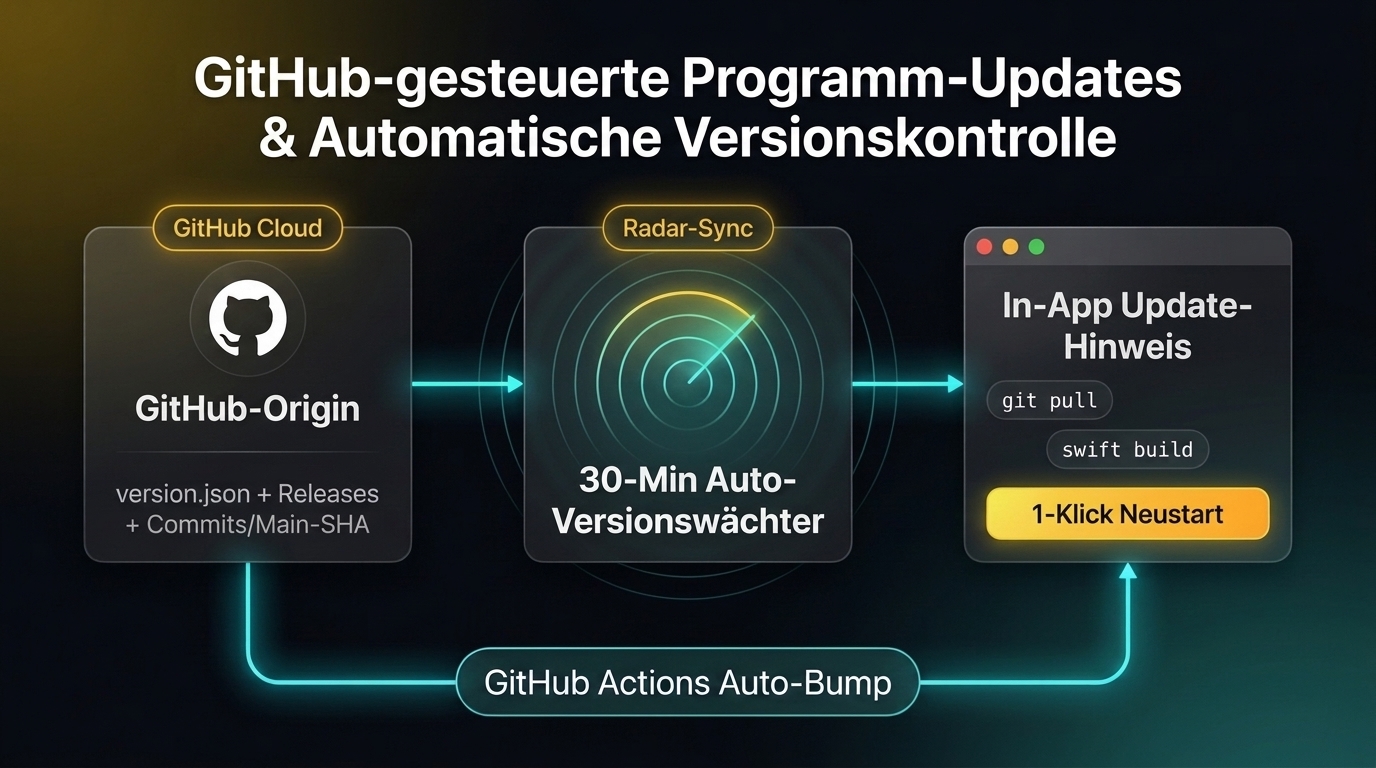 GitHub-gesteuerte Programm-Updates
& Automatische Versionskontrolle
GitHub Cloud
GitHub-Origin
version.json + Releases
+ Commits/Main-SHA
Radar-Sync
30-Min Auto-
Versionswächter
In-App Update-
Hinweis
git pull
swift build
1-Klick Neustart
GitHub Actions Auto-Bump